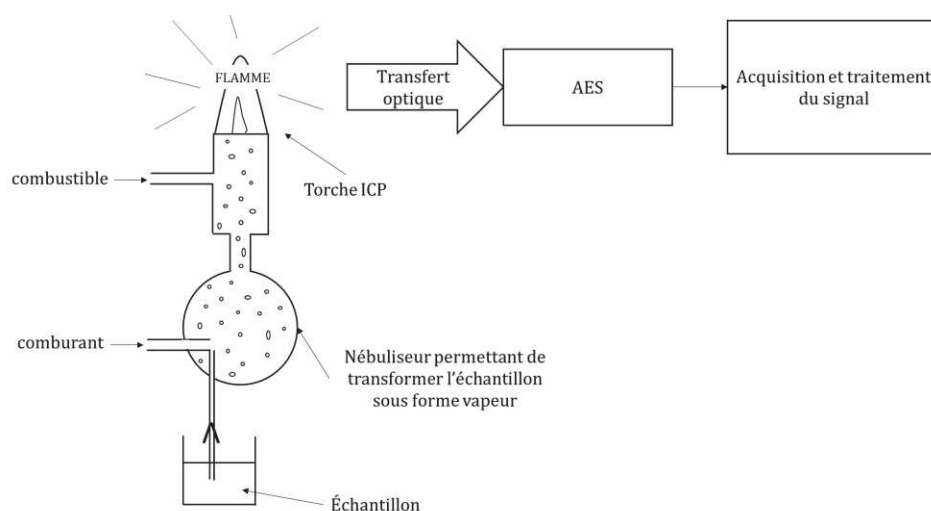 FLAMME
Transfert
optique
AES
Acquisition et traitement
du signal
combustible
Torche ICP
comburant
Nébuliseur permettant de
transformer l'échantillon
sous forme vapeur
Échantillon